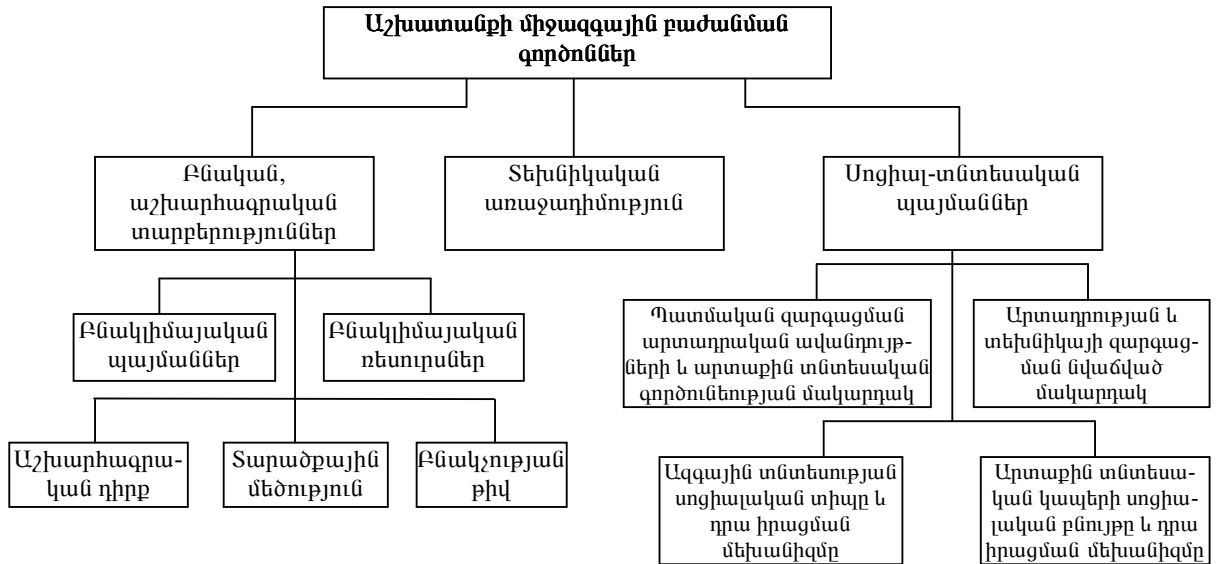 Աշխատանքի միջազգային բաժանման
գործոններ
Բնական,
աշխարհագրական
տարբերություններ
Տեխնիկական
առաջադիմություն
Սոցիալ-տնտեսական
պայմաններ
Բնակլիմայական
պայմաններ
Բնակլիմայական
ռեսուրսներ
Պատմական զարգացման
արտադրական ավանդույթ-
ների և արտաքին տնտեսական
գործունեության մակարդակ
Արտադրության և
տեխնիկայի զարգաց-
ման նվաճված
մակարդակ
Աշխարհագրա-
կան դիրք
Տարածքային
մեծություն
Բնակչության
թիվ
Ազգային տնտեսության
սոցիալական տիպը և
դրա իրացման
մեխանիզմը
Արտաքին տնտեսա-
կան կապերի սոցիա-
լական բնույթը և դրա
իրացման մեխանիզմը